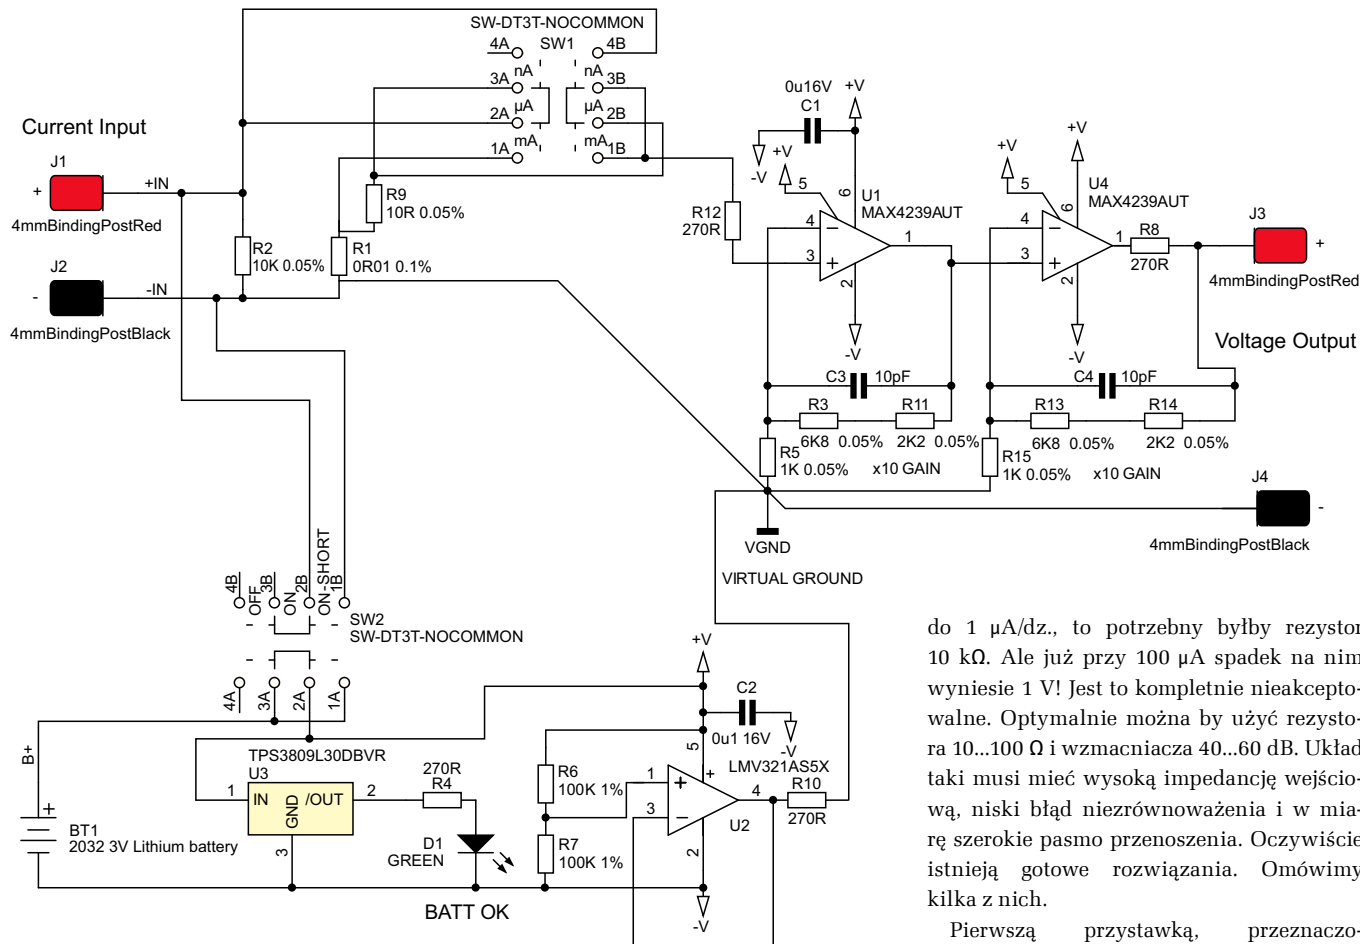 SW-DT3T-NOCOMMON
4A SW1 4B
nA nA
3A 3B
µA µA
2A 2B
mA mA
1A 1B
Current Input
J1
+ +IN
4mmBindingPostRed
J2
- -IN
4mmBindingPostBlack
R2
10K 0.05%
R9
10R 0.05%
R1
0R01 0.1%
R12
270R
0u16V +V
C1
-V
+V
5 6
U1
MAX4239AUT
4 −
3 +
1
2
-V
C3 10pF
R3 R11
6K8 0.05% 2K2 0.05%
R5
1K 0.05% x10 GAIN
+V
+V
5 6
U4
MAX4239AUT
4 −
3 +
1
2
-V
R8
270R
J3
+
4mmBindingPostRed
Voltage Output
C4 10pF
R13 R14
6K8 0.05% 2K2 0.05%
R15
1K 0.05% x10 GAIN
J4
-
4mmBindingPostBlack
VGND
VIRTUAL GROUND
4B OFF 3B ON 2B ON-SHORT 1B
SW2
SW-DT3T-NOCOMMON
4A 3A 2A 1A
B+
+
BT1
2032 3V Lithium battery
TPS3809L30DBVR
U3
1 IN GND /OUT 2
3
270R
R4
D1
GREEN
BATT OK
+V
C2
0u1 16V
-V
LMV321AS5X
R6
100K 1%
R7
100K 1%
5 +
1 +
3 −
4
2
U2
R10
270R
-V
do 1 µA/dz., to potrzebny byłby rezystor
10 kΩ. Ale już przy 100 µA spadek na nim
wyniesie 1 V! Jest to kompletnie nieakcepto-
walne. Optymalnie można by użyć rezysto-
ra 10...100 Ω i wzmacniacza 40...60 dB. Układ
taki musi mieć wysoką impedancję wejścio-
wą, niski błąd niezrównoważenia i w mia-
rę szerokie pasmo przenoszenia. Oczywiście
istnieją gotowe rozwiązania. Omówimy
kilka z nich.
Pierwszą przystawką, przeznaczo-